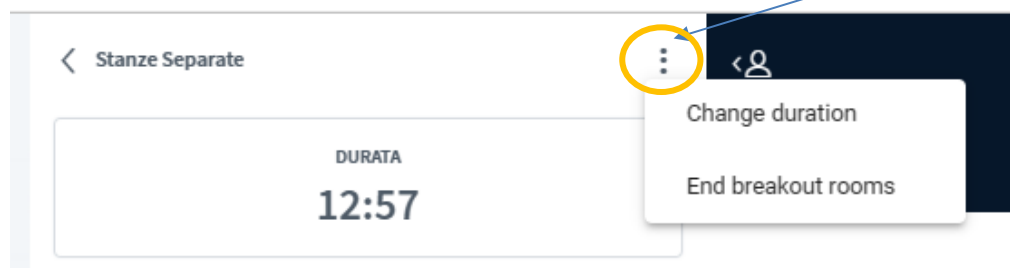 Stanze Separate
Change duration
DURATA
12:57
End breakout rooms